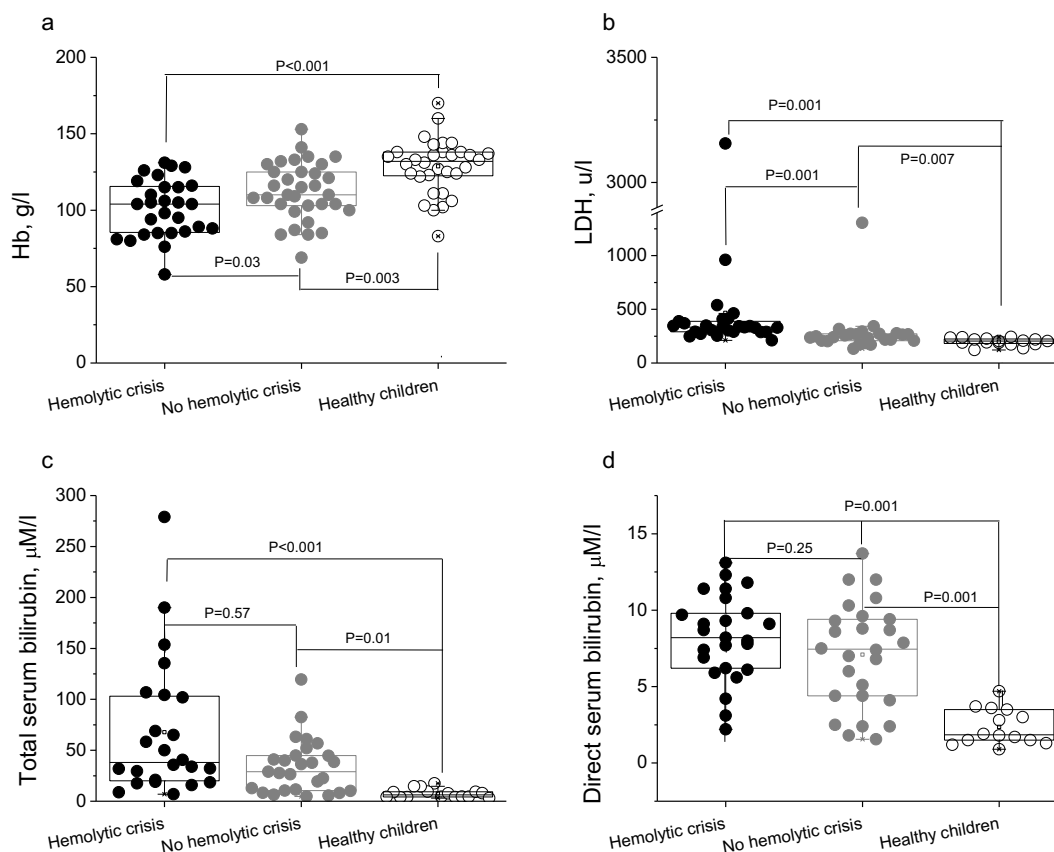 a
Hb, g/l
200
150
100
50
0
P<0.001
P=0.03
P=0.003
Hemolytic crisis
No hemolytic crisis
Healthy children
b
LDH, u/l
3500
3000
1000
500
0
P=0.001
P=0.007
P=0.001
Hemolytic crisis
No hemolytic crisis
Healthy children
c
Total serum bilirubin, μM/l
300
250
200
150
100
50
0
P<0.001
P=0.57
P=0.01
Hemolytic crisis
No hemolytic crisis
Healthy children
d
Direct serum bilirubin, μM/l
15
10
5
0
P=0.001
P=0.25
P=0.001
Hemolytic crisis
No hemolytic crisis
Healthy children